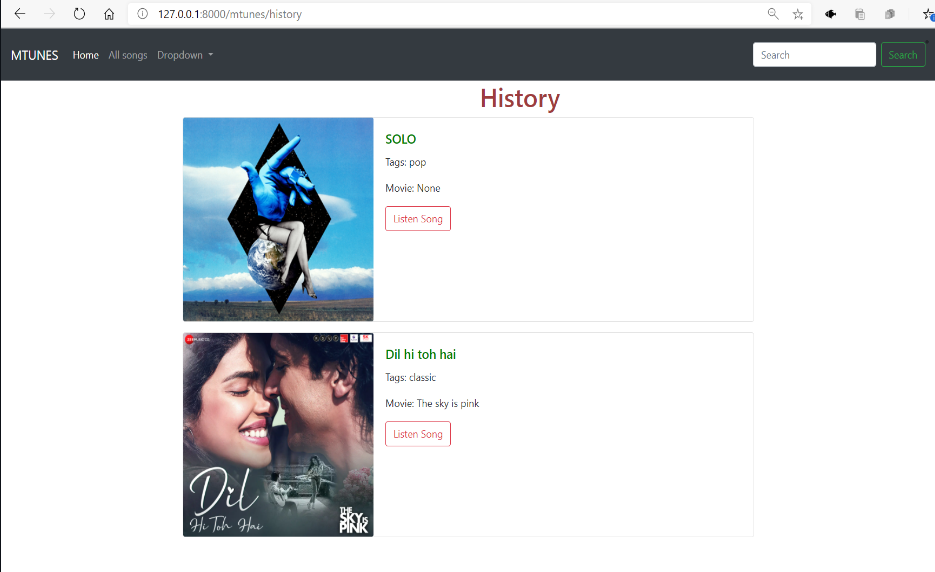 127.0.0.1:8000/mtunes/history
MTUNES Home All songs Dropdown Search Search
History
SOLO
Tags: pop
Movie: None
Listen Song
Dil hi toh hai
Tags: classic
Movie: The sky is pink
Listen Song
Dil
Hi Toh Hai
THE
SKY IS
PINK